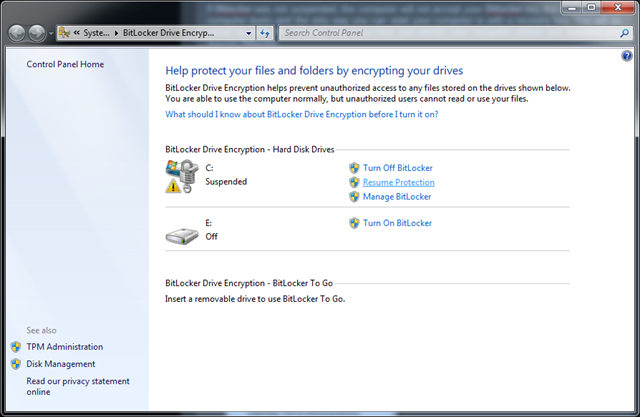 Syste... ▸ BitLocker Drive Encryp...
Search Control Panel
Control Panel Home
Help protect your files and folders by encrypting your drives
BitLocker Drive Encryption helps prevent unauthorized access to any files stored on the drives shown below.
You are able to use the computer normally, but unauthorized users cannot read or use your files.
What should I know about BitLocker Drive Encryption before I turn it on?
BitLocker Drive Encryption - Hard Disk Drives
C:
Suspended
Turn Off BitLocker
Resume Protection
Manage BitLocker
E:
Off
Turn On BitLocker
BitLocker Drive Encryption - BitLocker To Go
Insert a removable drive to use BitLocker To Go.
See also
TPM Administration
Disk Management
Read our privacy statement
online